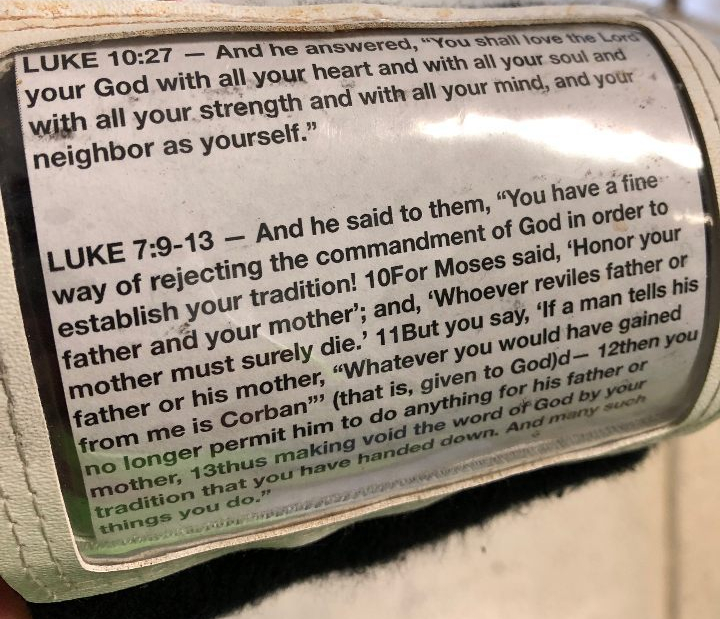 LUKE 10:27 — And he answered, “You shall love the Lord
your God with all your heart and with all your soul and
with all your strength and with all your mind, and your
neighbor as yourself.”
LUKE 7:9-13 — And he said to them, “You have a fine
way of rejecting the commandment of God in order to
establish your tradition! 10For Moses said, ‘Honor your
father and your mother’; and, ‘Whoever reviles father or
mother must surely die.’ 11But you say, ‘If a man tells his
father or his mother, “Whatever you would have gained
from me is Corban”’ (that is, given to God)d— 12then you
no longer permit him to do anything for his father or
mother, 13thus making void the word of God by your
tradition that you have handed down. And many such
things you do.”